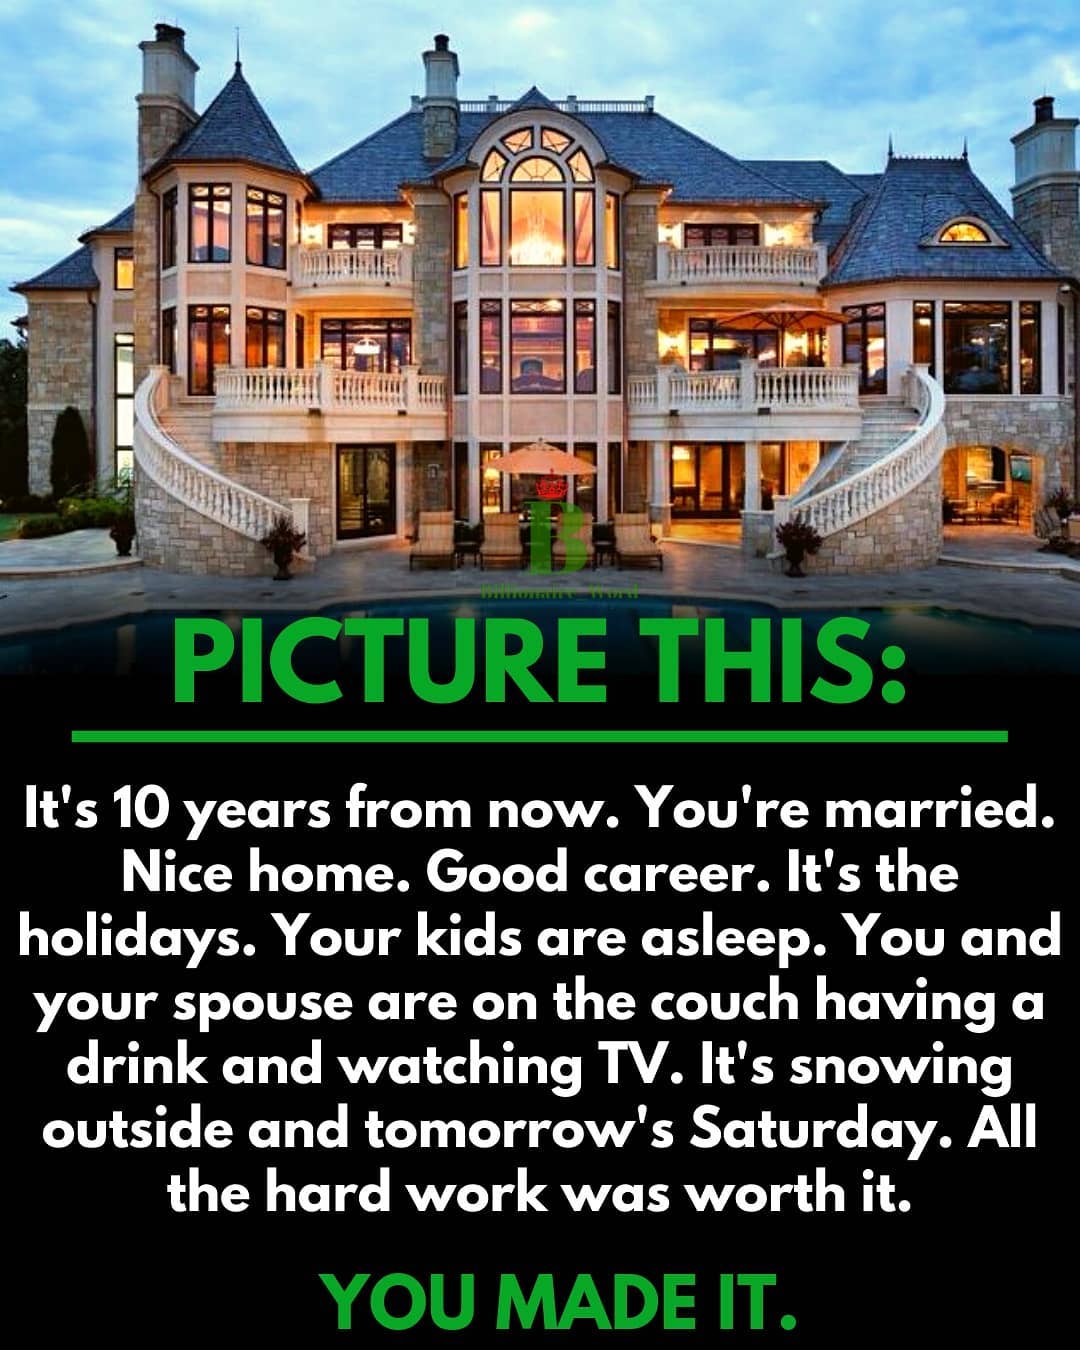 B
Billionaire_Word
PICTURE THIS:
It's 10 years from now. You're married.
Nice home. Good career. It's the
holidays. Your kids are asleep. You and
your spouse are on the couch having a
drink and watching TV. It's snowing
outside and tomorrow's Saturday. All
the hard work was worth it.
YOU MADE IT.